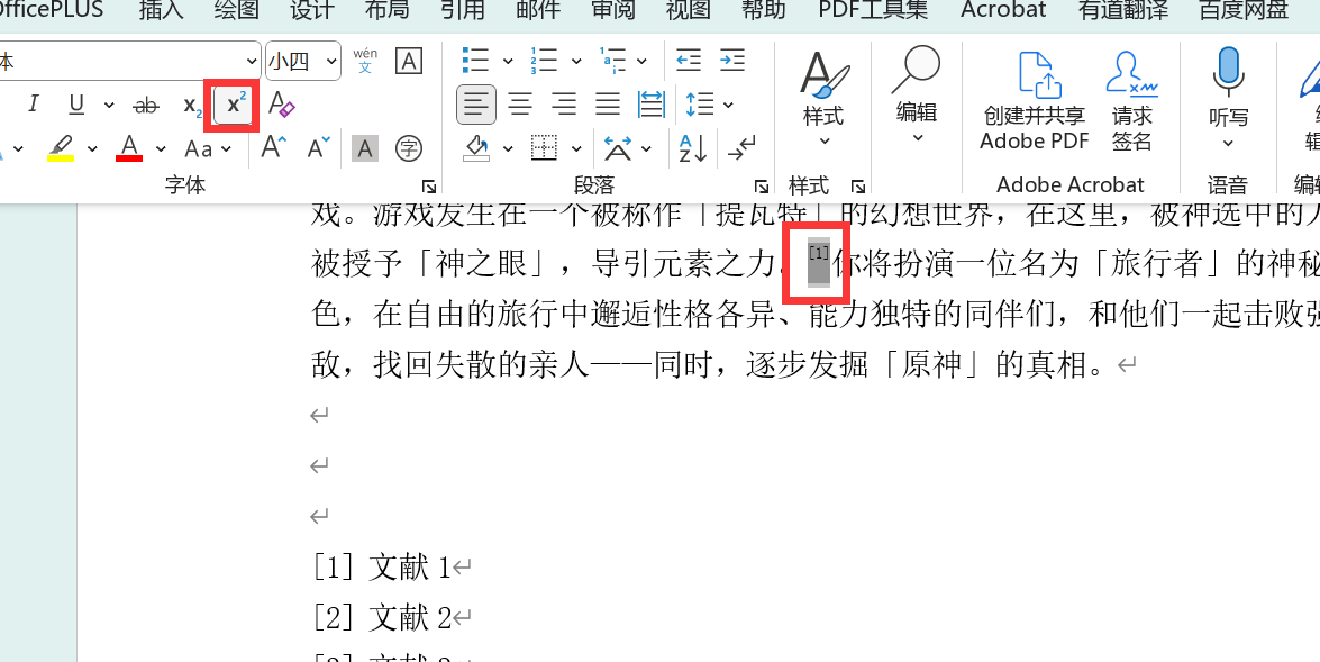 OfficePLUS 插入 绘图 设计 布局 引用 邮件 审阅 视图 帮助 PDF工具集 Acrobat 有道翻译 百度网盘
体 小四 wén 文 A
I U ab x₂ x² A
A Aa A A A 字
样式 编辑 创建并共享 Adobe PDF 请求 签名 听写
字体 段落 样式 Adobe Acrobat 语音
戏。游戏发生在一个被称作「提瓦特」的幻想世界，在这里，被神选中的人
被授予「神之眼」，导引元素之力。[1]你将扮演一位名为「旅行者」的神秘
色，在自由的旅行中邂逅性格各异、能力独特的同伴们，和他们一起击败强
敌，找回失散的亲人——同时，逐步发掘「原神」的真相。
[1] 文献 1
[2] 文献 2